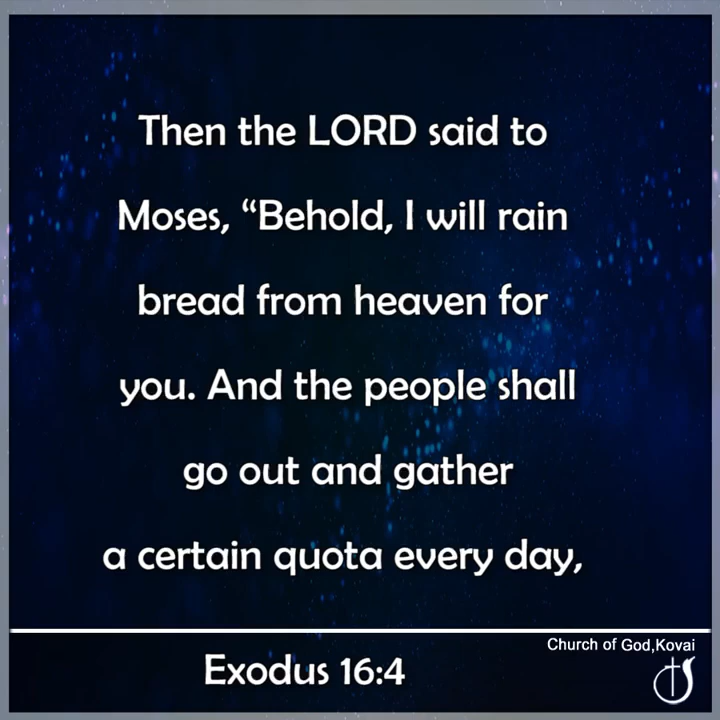 Then the LORD said to
Moses, “Behold, I will rain
bread from heaven for
you. And the people shall
go out and gather
a certain quota every day,
Church of God,Kovai
Exodus 16:4